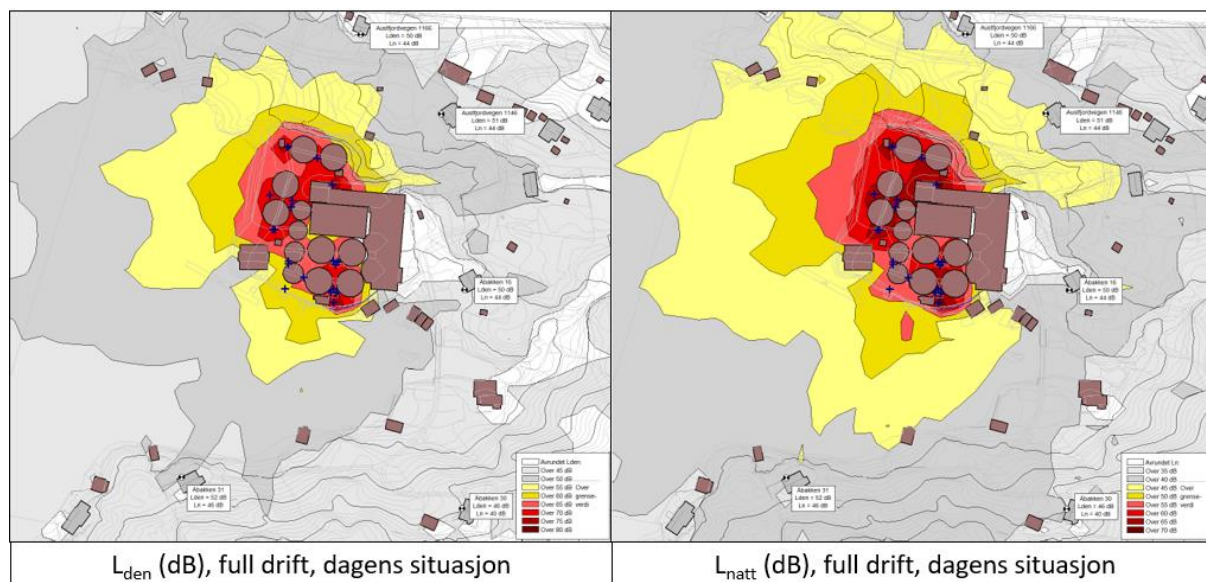 Austfjordvegen 1166
Lden = 50 dB
Ln = 44 dB
Austfjordvegen 1146
Lden = 51 dB
Ln = 44 dB
Åbakken 16
Lden = 50 dB
Ln = 44 dB
Åbakken 31
Lden = 52 dB
Ln = 46 dB
Åbakken 30
Lden = 46 dB
Ln = 40 dB
Avrundet Lden
Over 45 dB
Over 50 dB
Over 55 dB Over
Over 60 dB grense-
Over 65 dB verdi
Over 70 dB
Over 75 dB
Over 80 dB
Lden (dB), full drift, dagens situasjon
Austfjordvegen 1166
Lden = 50 dB
Ln = 44 dB
Austfjordvegen 1146
Lden = 51 dB
Ln = 44 dB
Åbakken 16
Lden = 50 dB
Ln = 44 dB
Åbakken 31
Lden = 52 dB
Ln = 46 dB
Åbakken 30
Lden = 46 dB
Ln = 40 dB
Avrundet Ln
Over 35 dB
Over 40 dB
Over 45 dB Over
Over 50 dB grense-
Over 55 dB verdi
Over 60 dB
Over 65 dB
Over 70 dB
Lnatt (dB), full drift, dagens situasjon